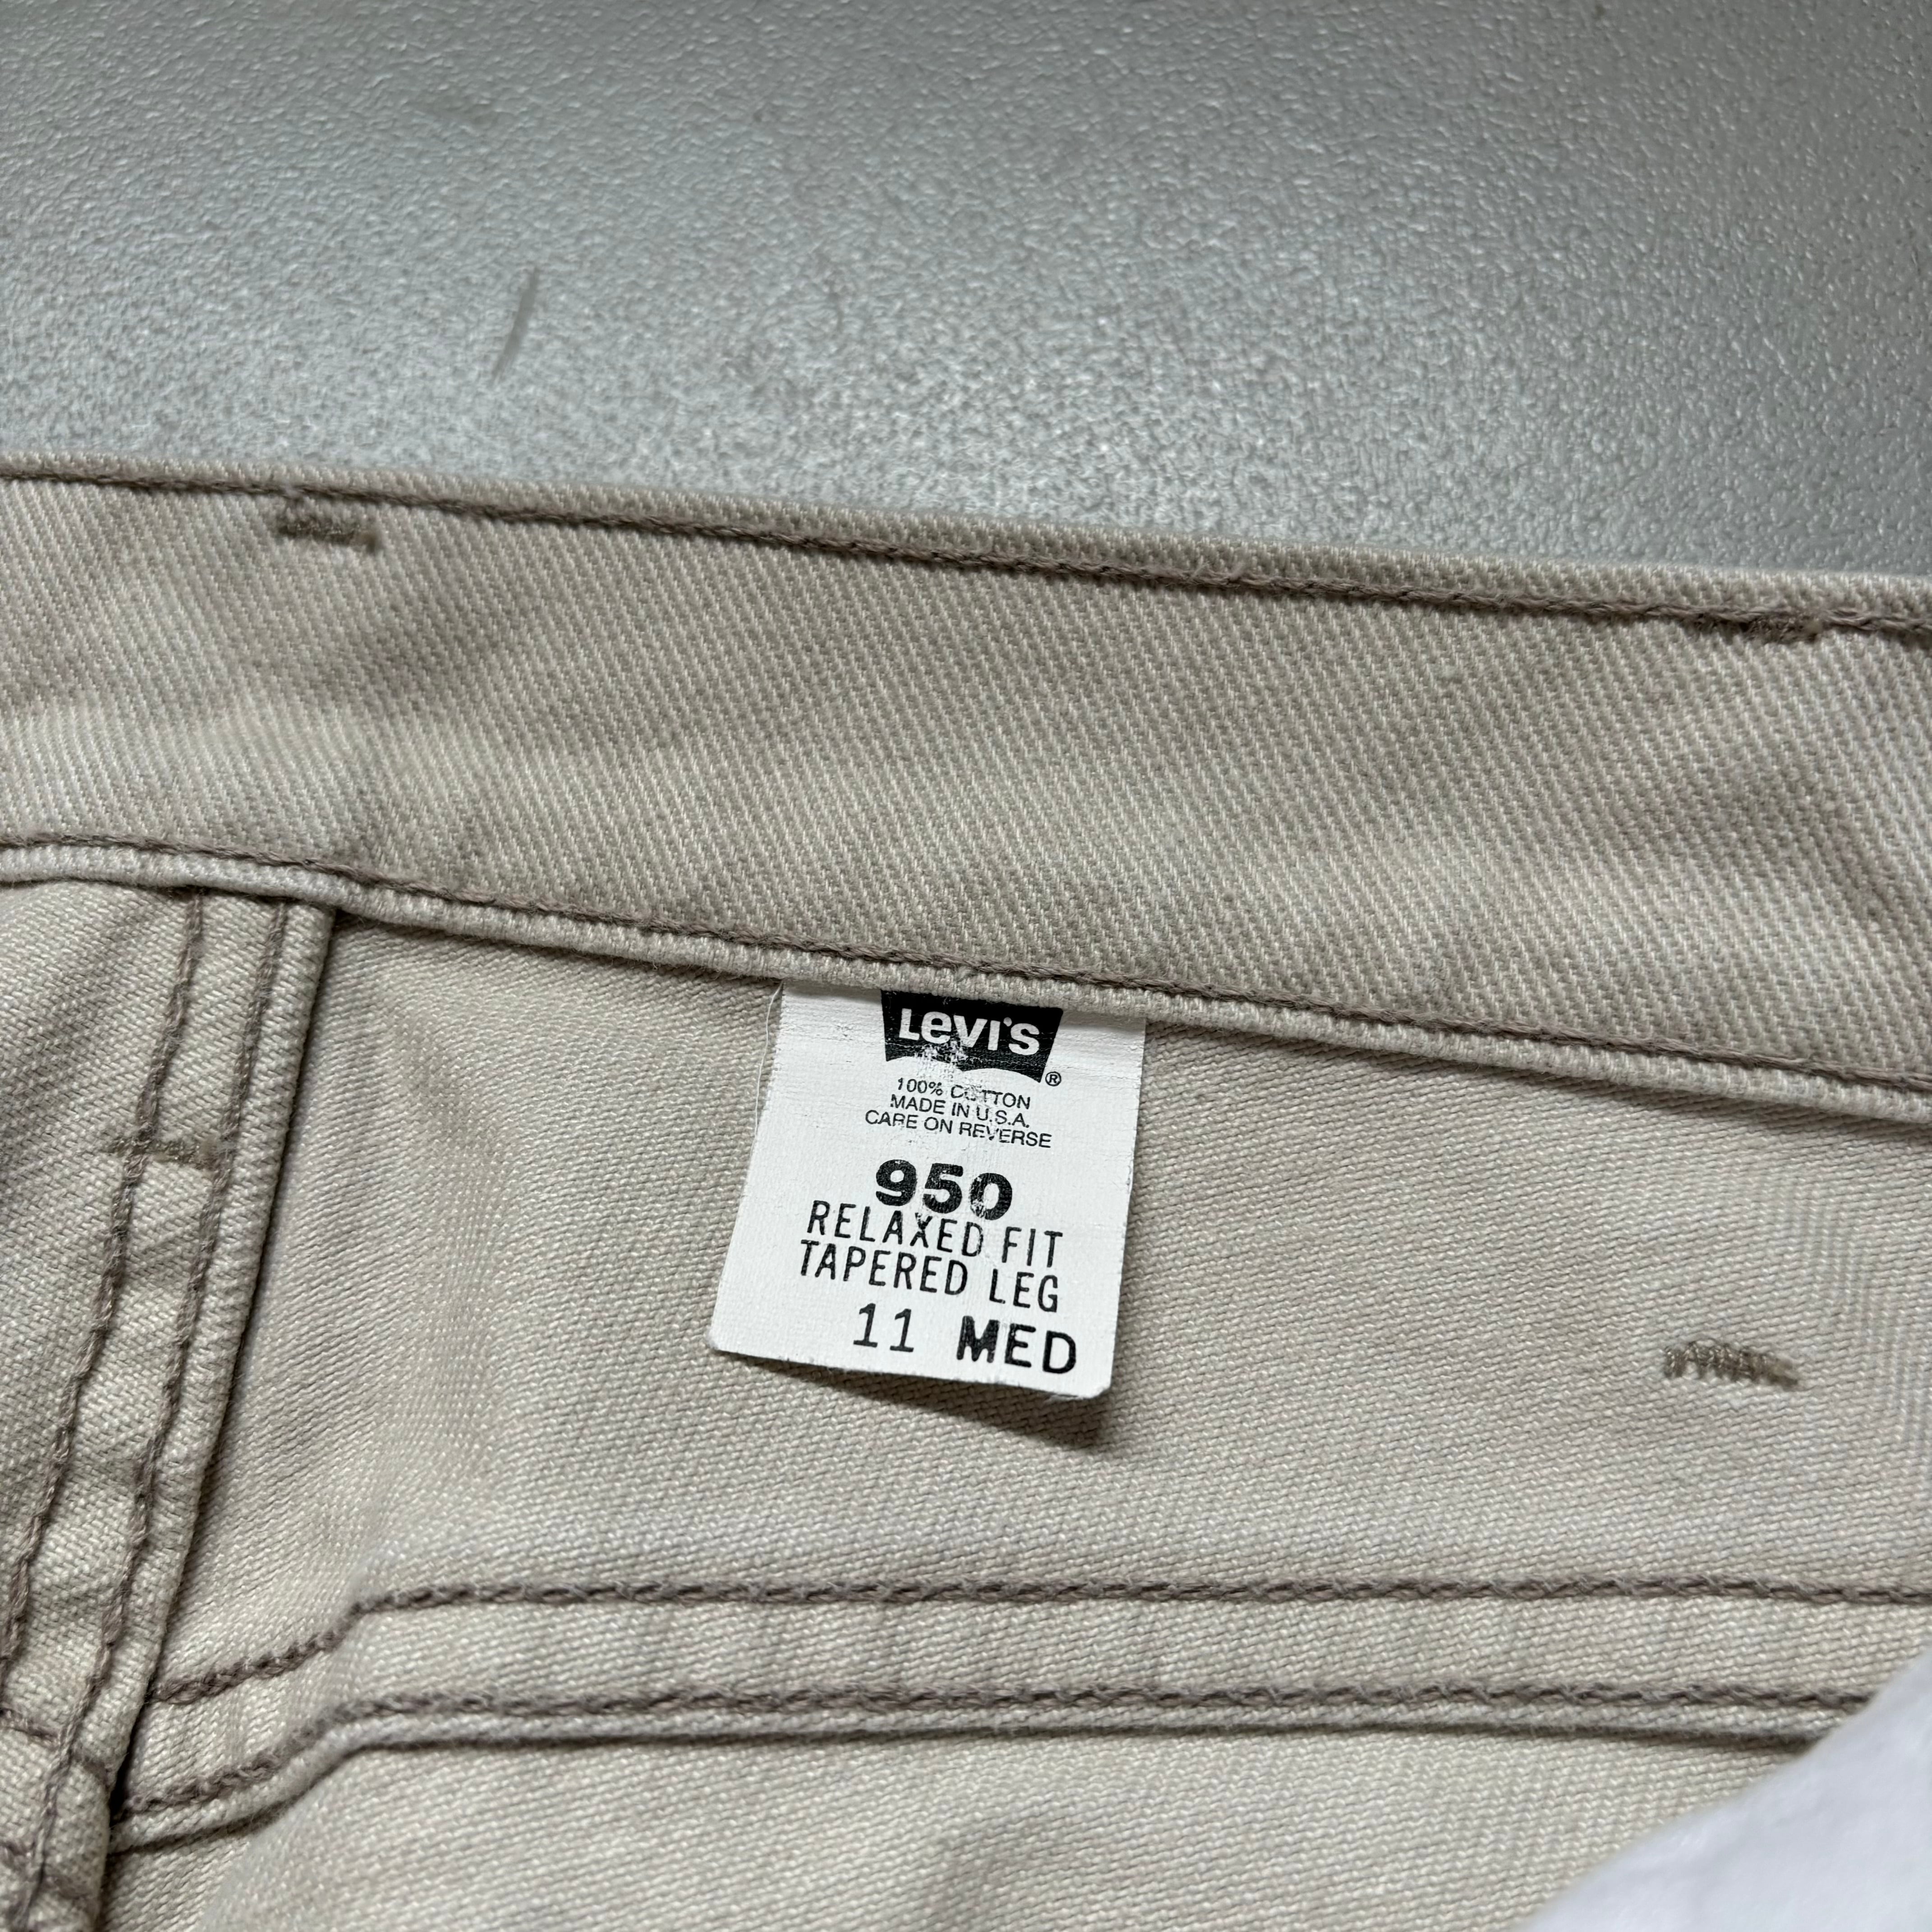 Levi's ®
100% COTTON
MADE IN U.S.A.
CARE ON REVERSE
950
RELAXED FIT
TAPERED LEG
11 MED